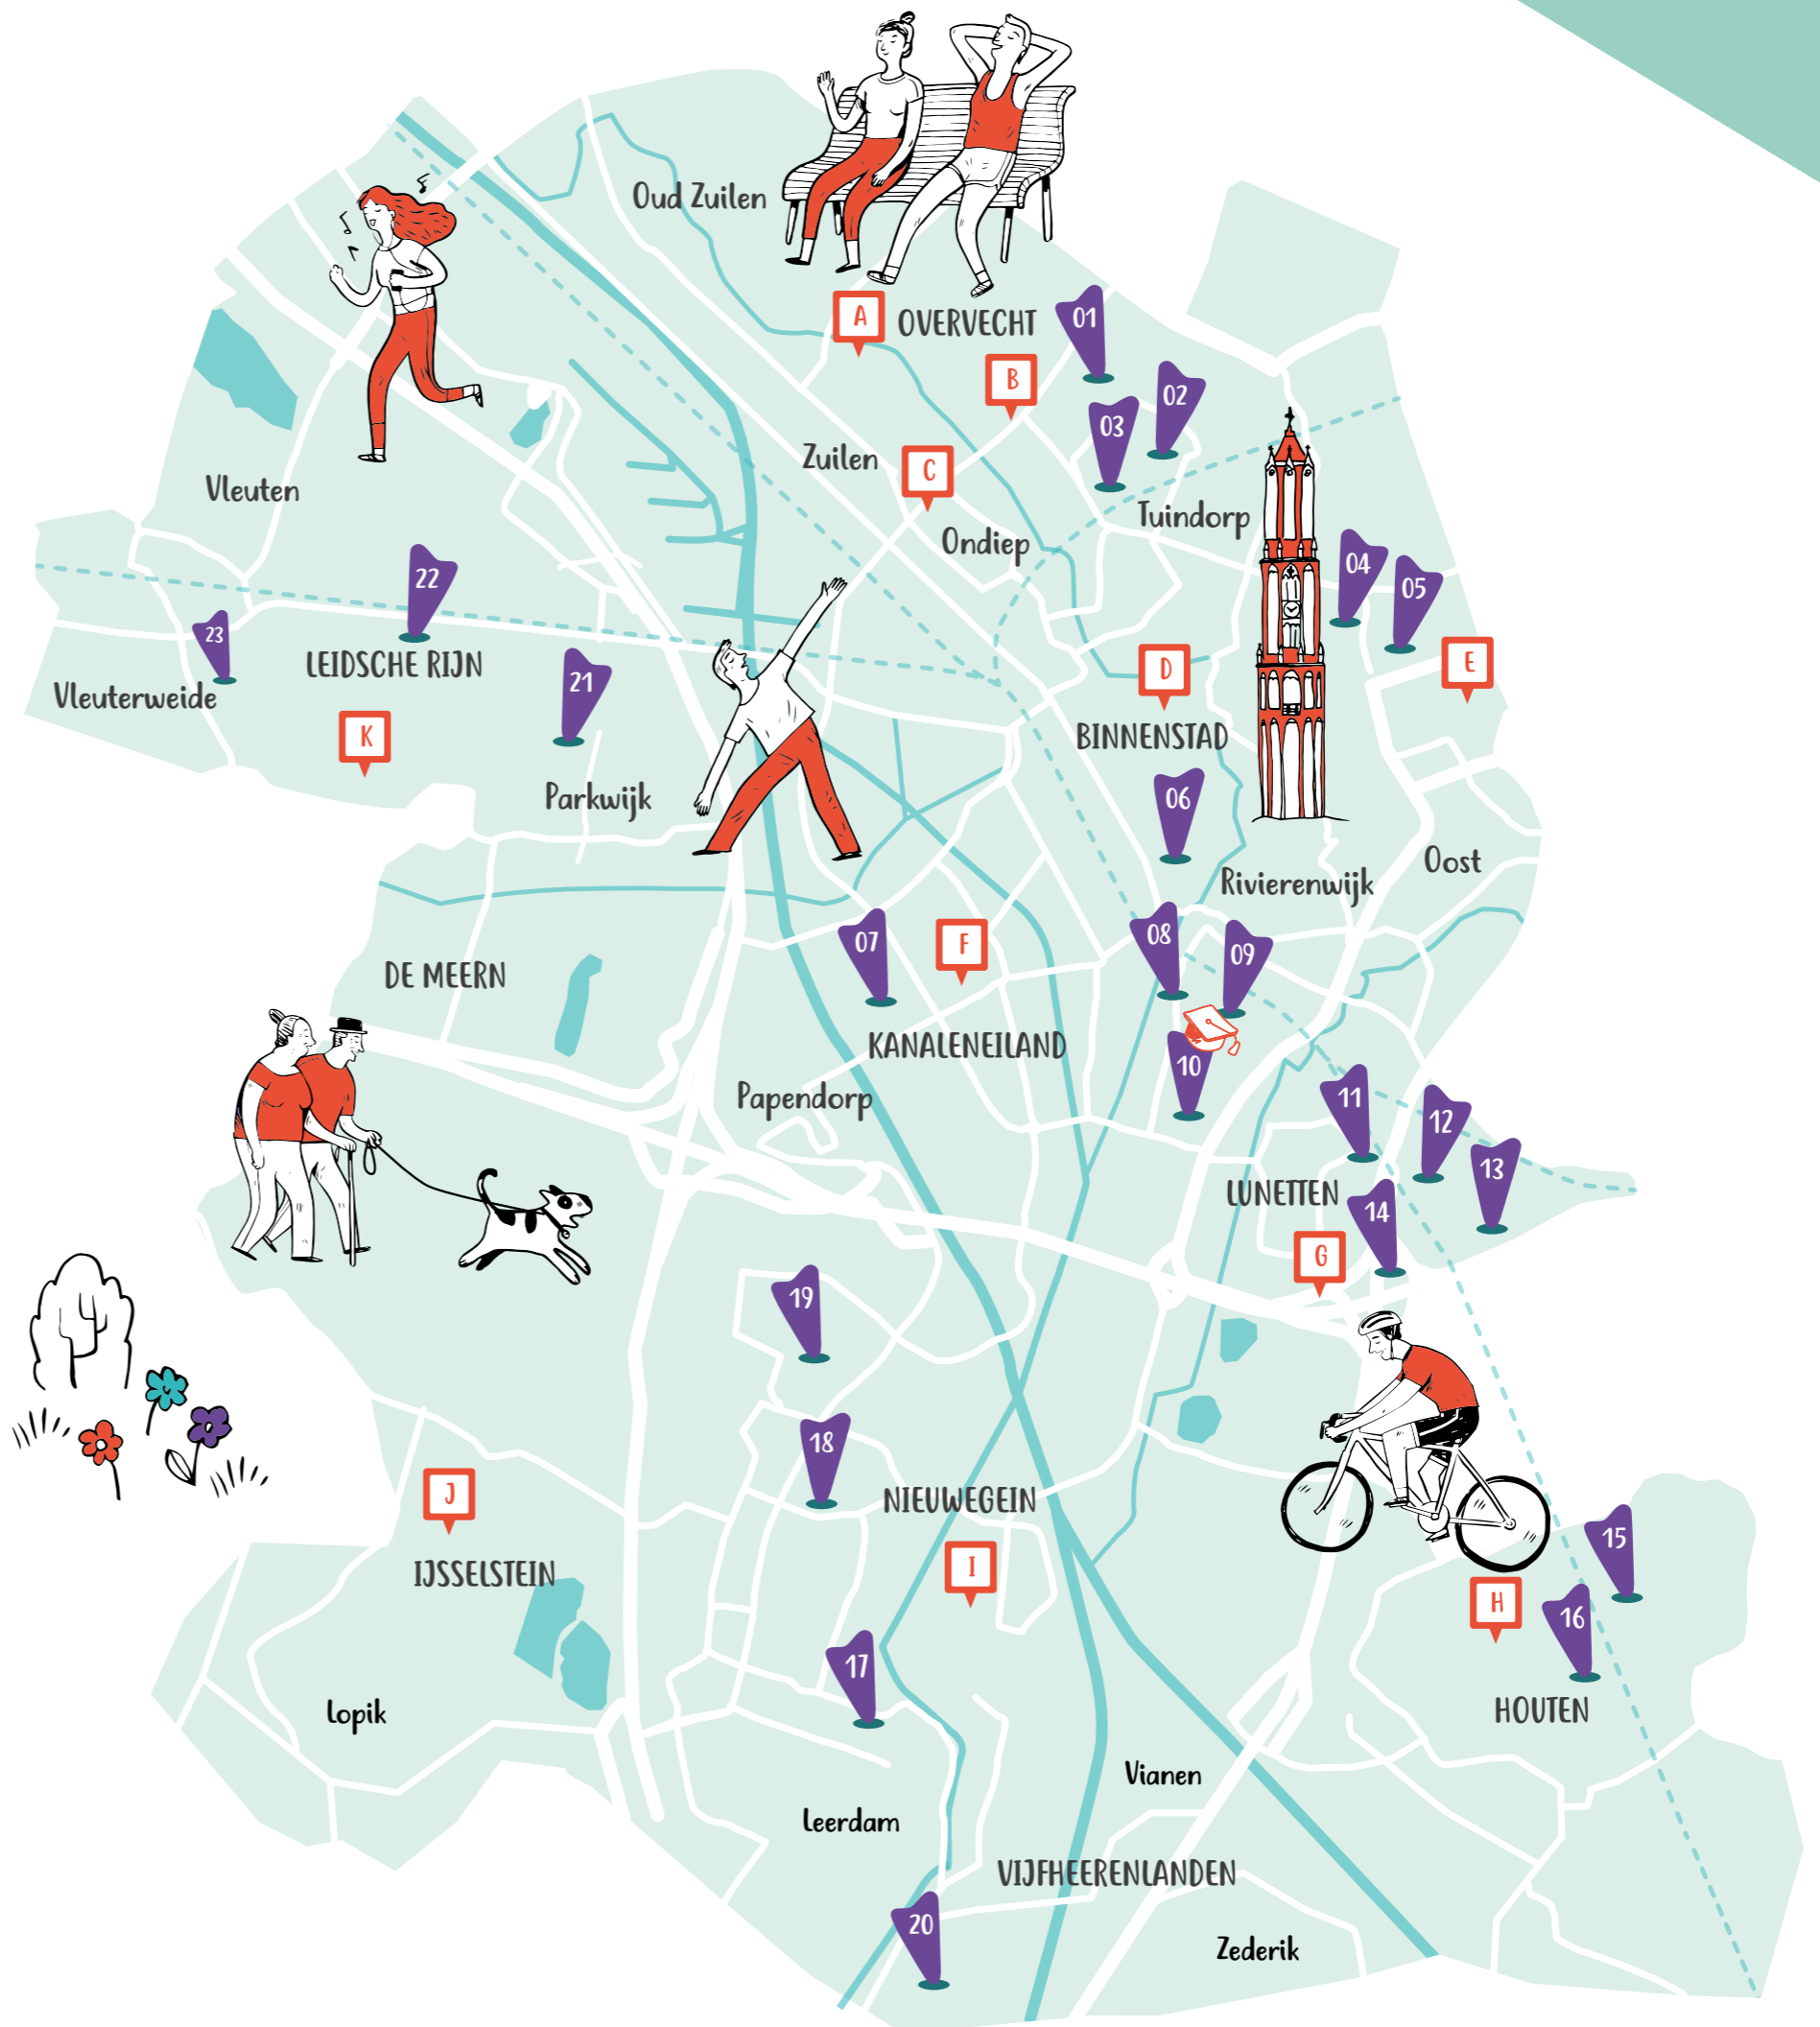 Oud Zuilen
A
OVERVECHT
01
B
02
03
Zuilen
C
Vleuten
Tuindorp
Ondiep
04
22
05
23
LEIDSCHE RIJN
D
E
21
Vleuterweide
K
BINNENSTAD
Parkwijk
06
Oost
Rivierenwijk
07
F
08
09
DE MEERN
KANALENEILAND
10
Papendorp
11
12
13
LUNETTEN
14
G
19
18
J
NIEUWEGEIN
15
IJSSELSTEIN
I
H
16
17
Lopik
HOUTEN
Vianen
Leerdam
VIJFHEERENLANDEN
20
Zederik